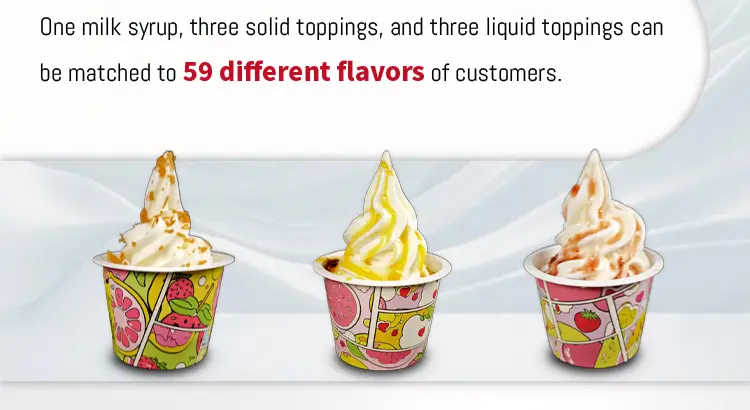 One milk syrup, three solid toppings, and three liquid toppings can
be matched to 59 different flavors of customers.